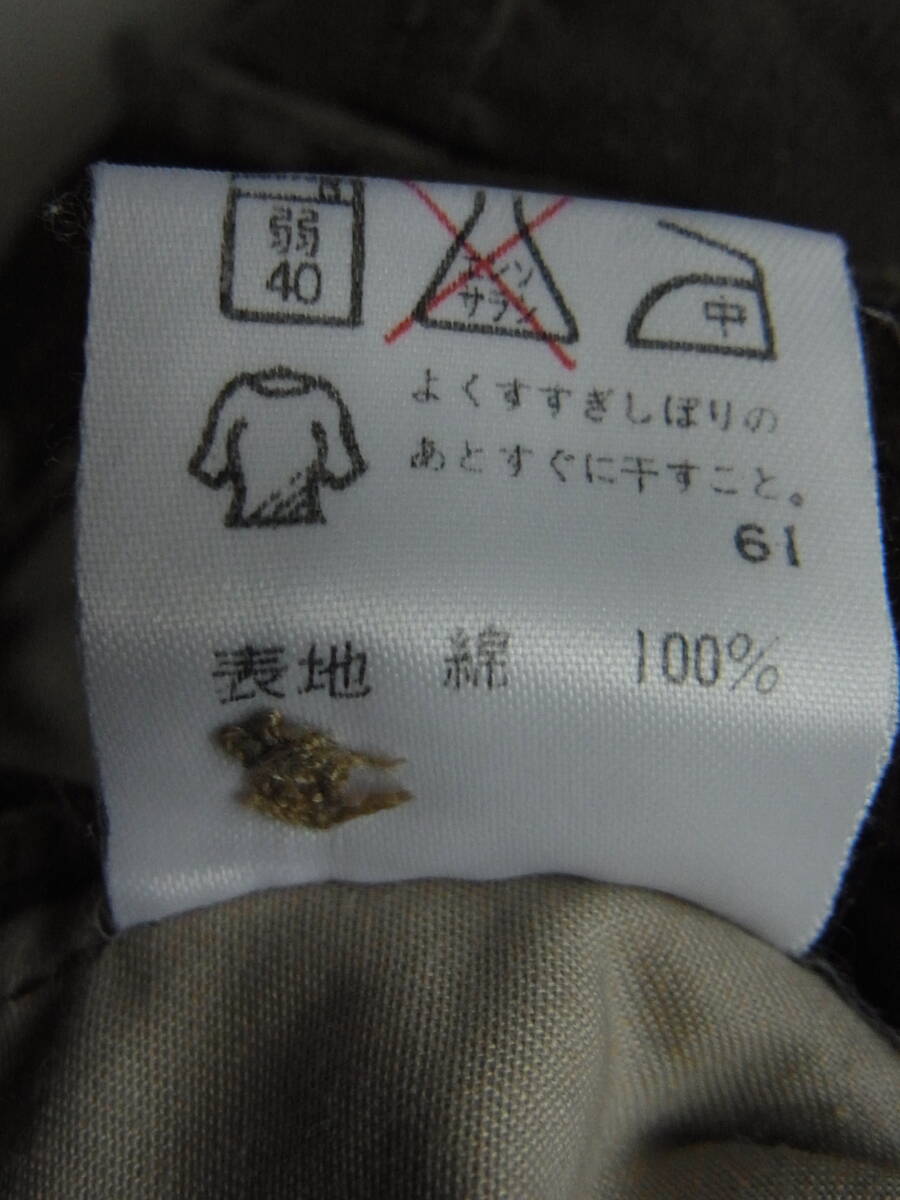 弱
40
エンソ
サラシ
中
よくすすぎしぼりの
あとすぐに干すこと。
61
表地 綿 100%